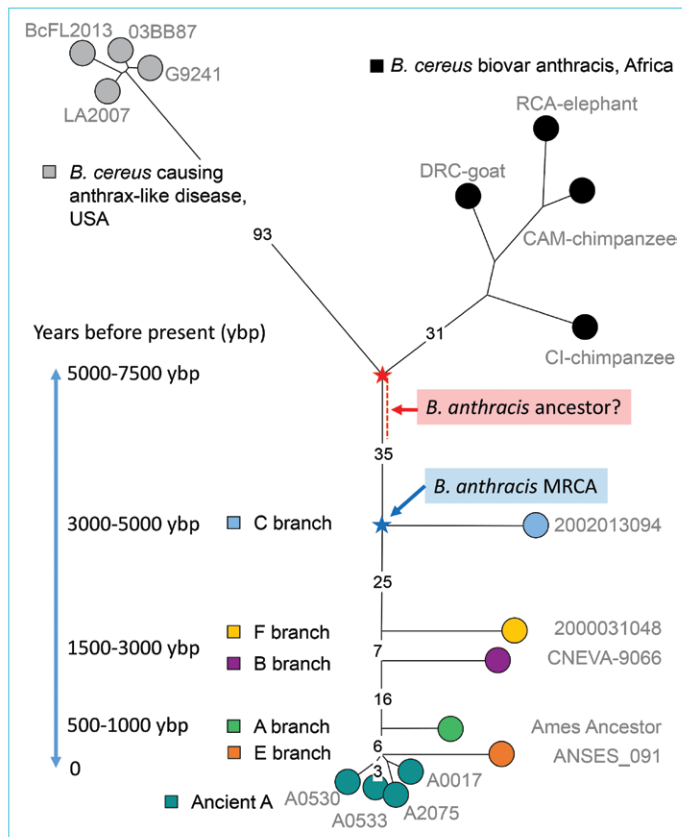 BcFL2013
03BB87
G9241
LA2007
B. cereus biovar anthracis, Africa
RCA-elephant
DRC-goat
CAM-chimpanzee
CI-chimpanzee
B. cereus causing
anthrax-like disease,
USA
93
31
Years before present (ybp)
5000-7500 ybp
B. anthracis ancestor?
35
B. anthracis MRCA
3000-5000 ybp
C branch
2002013094
25
F branch
2000031048
1500-3000 ybp
7
B branch
CNEVA-9066
16
500-1000 ybp
A branch
Ames Ancestor
6
E branch
ANSES_091
0
3
A0017
A0530
Ancient A
A2075
A0533